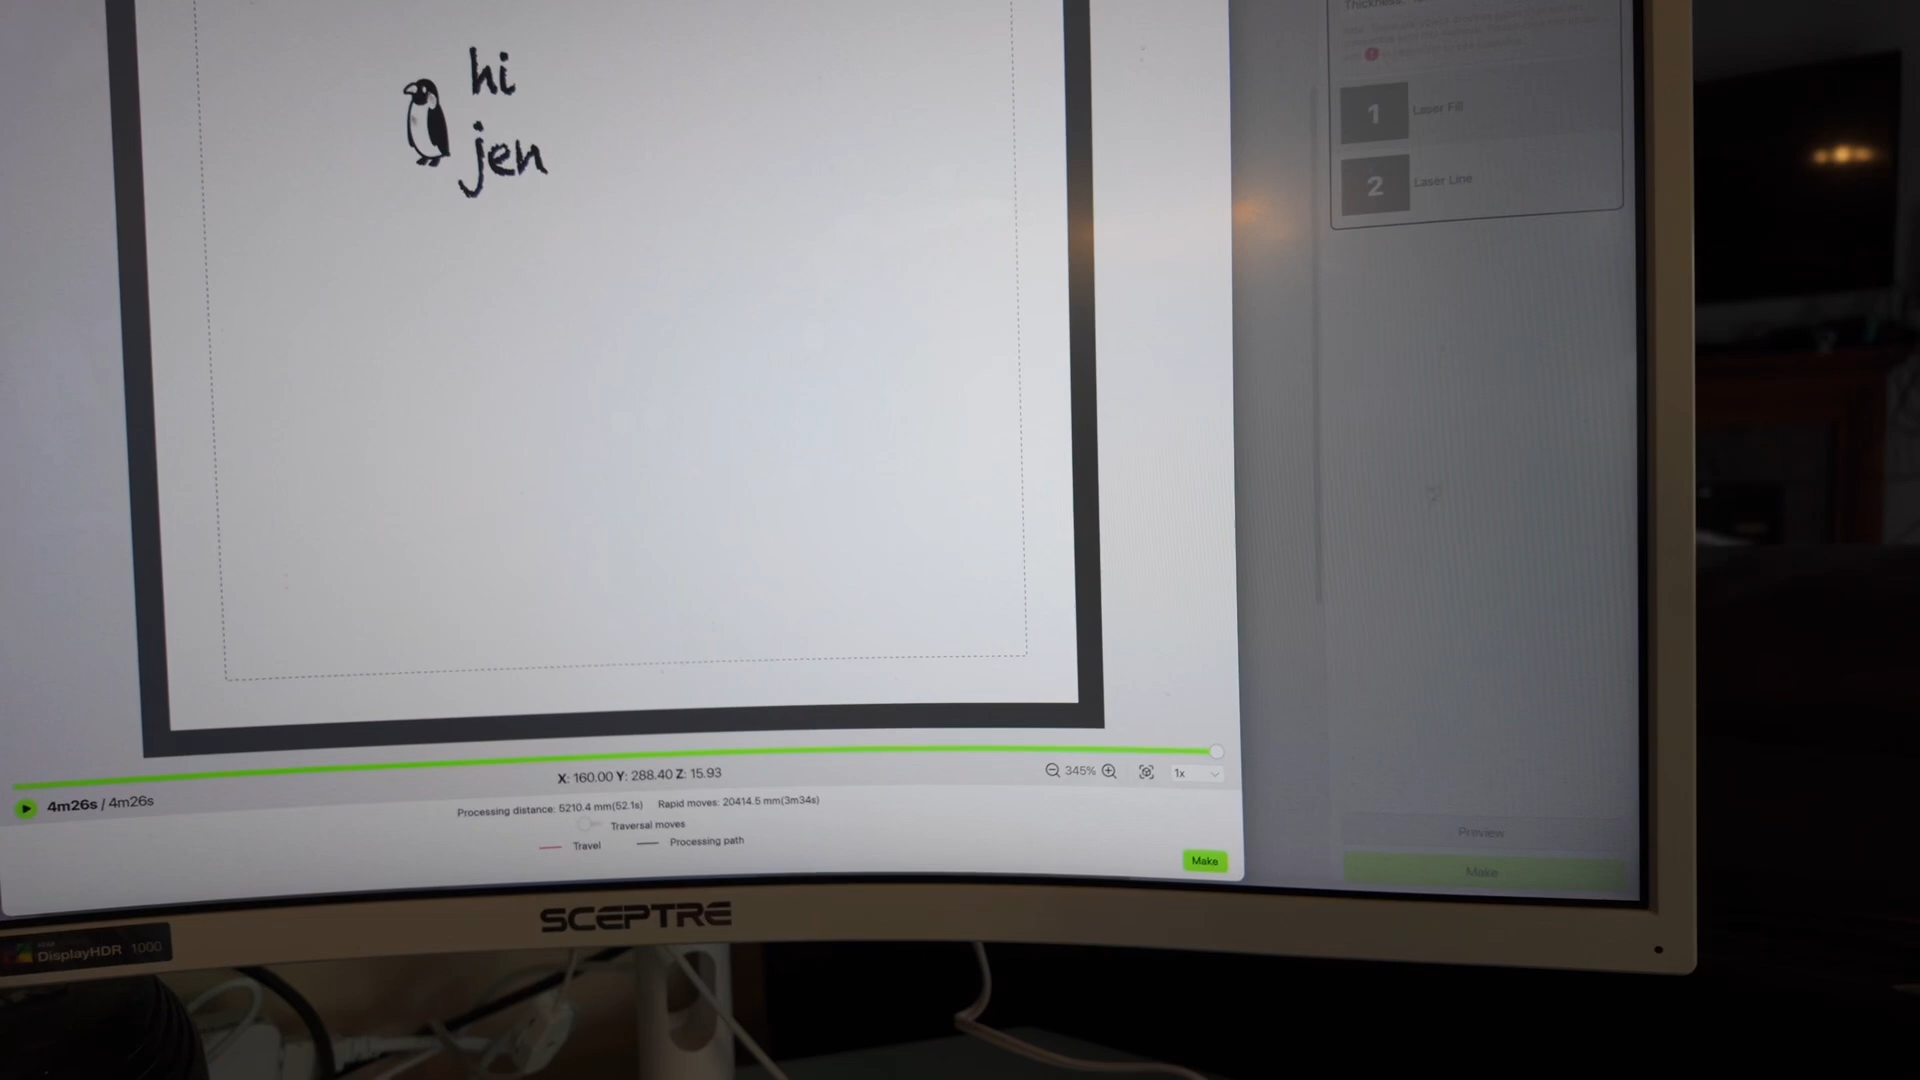 hi
jen
Thickness:
1 Laser Fill
2 Laser Line
X: 160.00 Y: 288.40 Z: 15.93
345%
1x
4m26s / 4m26s
Processing distance: 5210.4 mm(52.1s) Rapid moves: 20414.5 mm(3m34s)
Traversal moves
Travel Processing path
Make
Preview
Make
SCEPTRE
DisplayHDR 1000